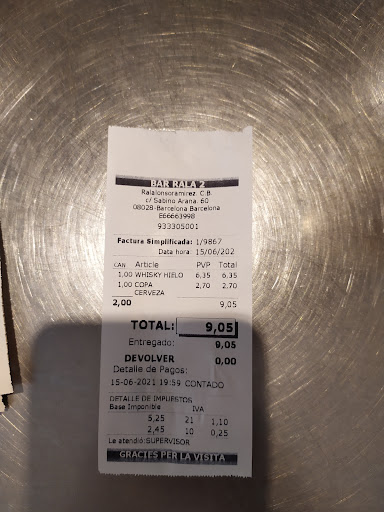 BAR RALA 2
Ralalonsoramirez. C.B.
c/ Sabino Arana. 60
08028-Barcelona Barcelona
E66663998
933305001
Factura Simplificada: 1/9867
Data hora: 15/06/202
CAN Article PVP Total
1,00 WHISKY HIELO 6,35 6,35
1,00 COPA 2,70 2,70
CERVEZA
2,00 9,05
TOTAL: 9,05
Entregado: 9,05
DEVOLVER 0,00
Detalle de Pagos:
15-06-2021 19:59 CONTADO
DETALLE DE IMPUESTOS
Base Imponible IVA
5,25 21 1,10
2,45 10 0,25
Le atendió:SUPERVISOR
GRACIES PER LA VISITA